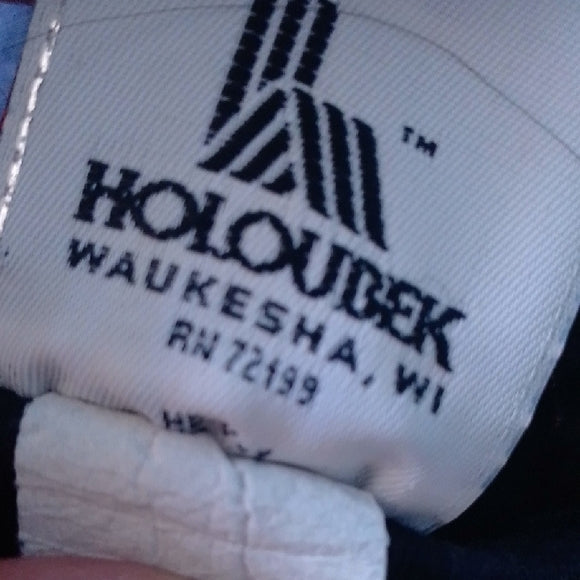 TM
HOLOUBEK
WAUKESHA, WI
RN 72199